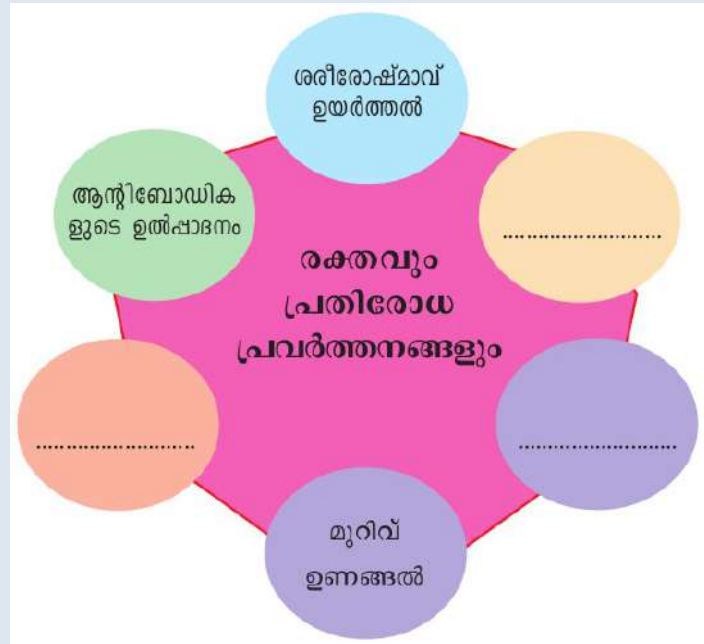 ശരീരോഷ്മാവ്
ഉയർത്തൽ
ആന്റിബോഡിക
ളുടെ ഉൽപ്പാദനം
............................
രക്തവും
പ്രതിരോധ
പ്രവർത്തനങ്ങളും
............................
............................
മുറിവ്
ഉണങ്ങൽ